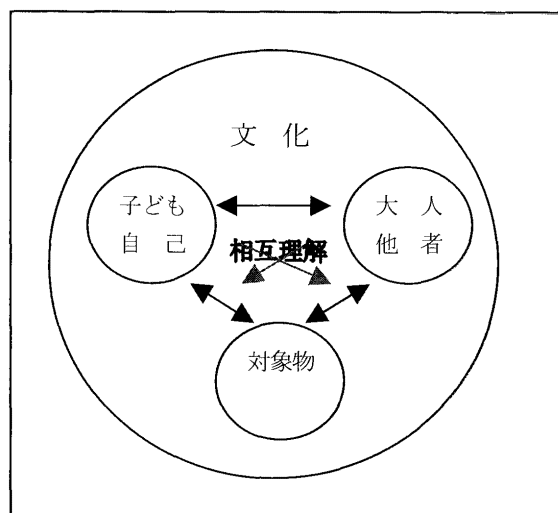 文化
子ども
自己
大人
他者
相互理解
対象物